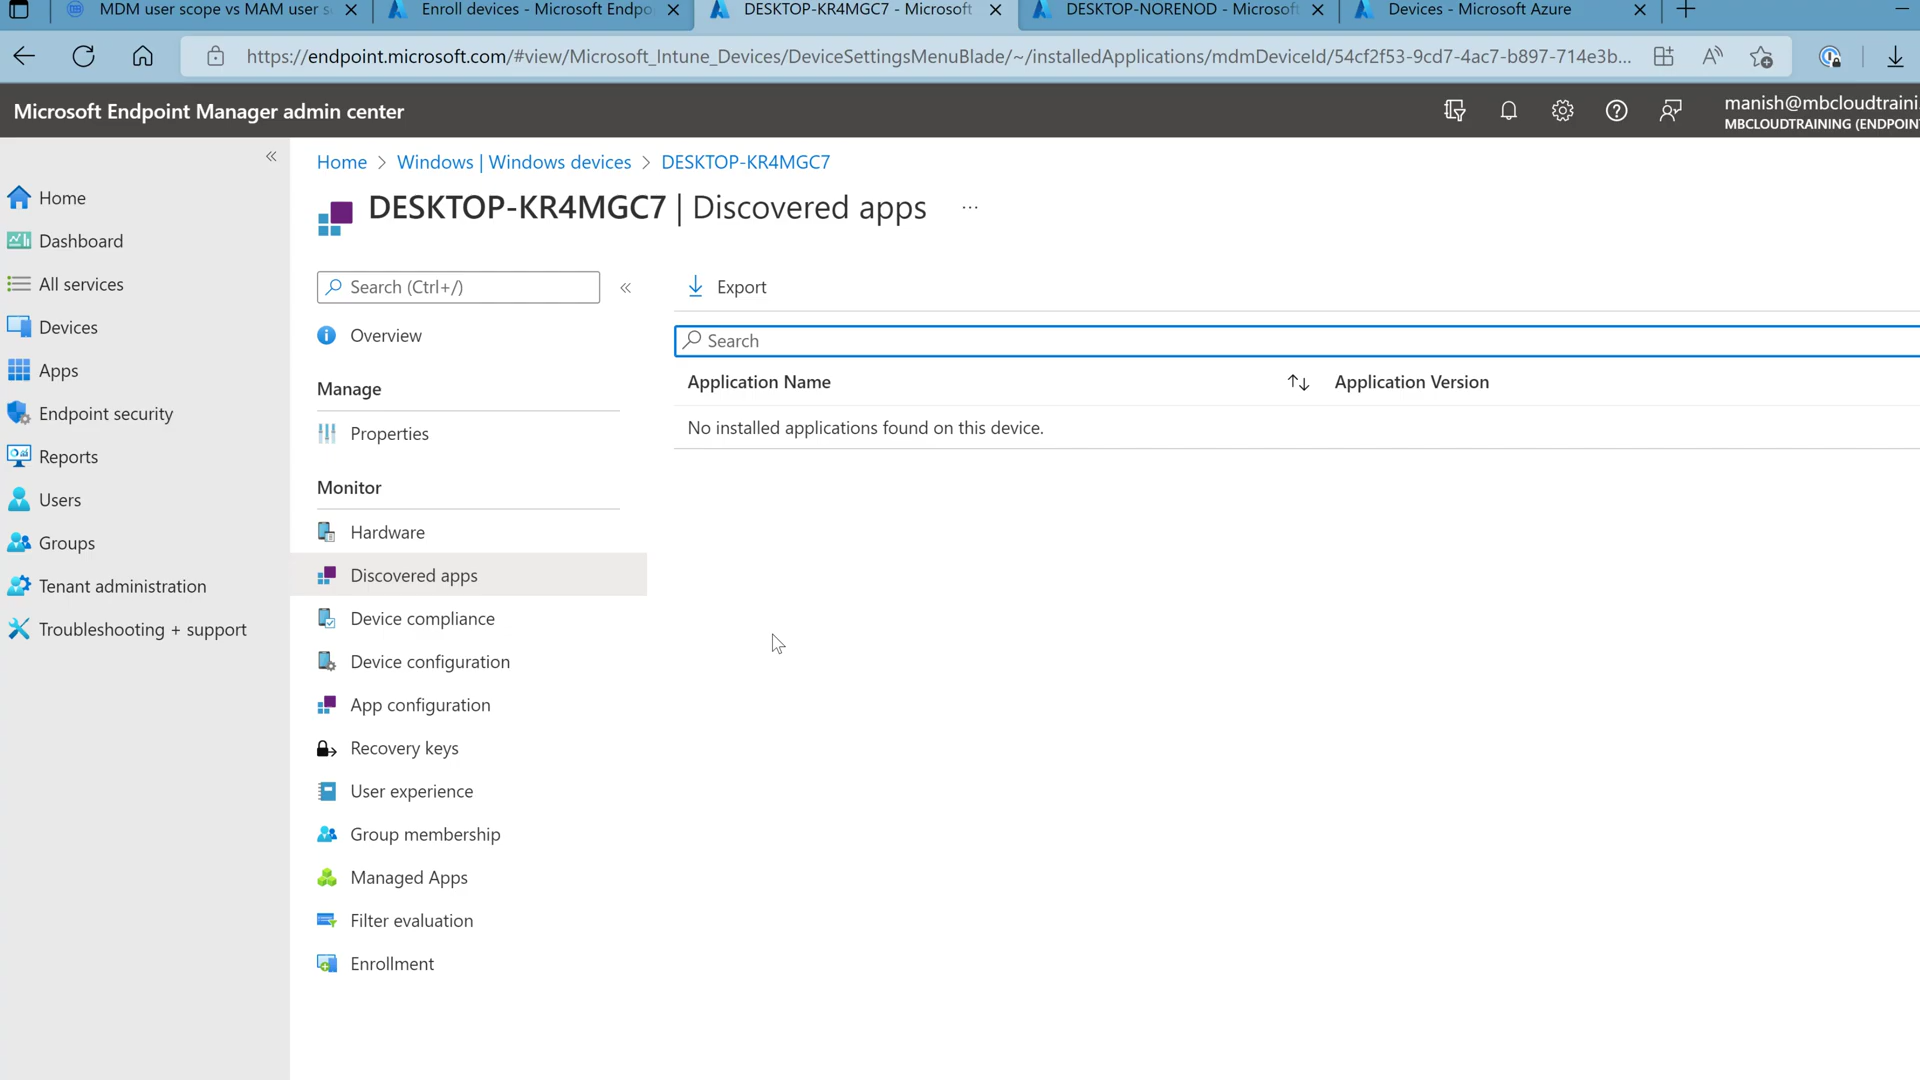 MDM user scope vs MAM user s
Enroll devices - Microsoft Endpo
DESKTOP-KR4MGC7 - Microsoft
DESKTOP-NORENOD - Microsoft
Devices - Microsoft Azure
https://endpoint.microsoft.com/#view/Microsoft_Intune_Devices/DeviceSettingsMenuBlade/~/installedApplications/mdmDeviceId/54cf2f53-9cd7-4ac7-b897-714e3b...
Microsoft Endpoint Manager admin center
manish@mbcloudtraini
MBCLOUDTRAINING (ENDPOIN
Home > Windows | Windows devices > DESKTOP-KR4MGC7
DESKTOP-KR4MGC7 | Discovered apps ...
Home
Dashboard
All services
Devices
Apps
Endpoint security
Reports
Users
Groups
Tenant administration
Troubleshooting + support
Search (Ctrl+/)
Overview
Manage
Properties
Monitor
Hardware
Discovered apps
Device compliance
Device configuration
App configuration
Recovery keys
User experience
Group membership
Managed Apps
Filter evaluation
Enrollment
Export
Search
Application Name
Application Version
No installed applications found on this device.